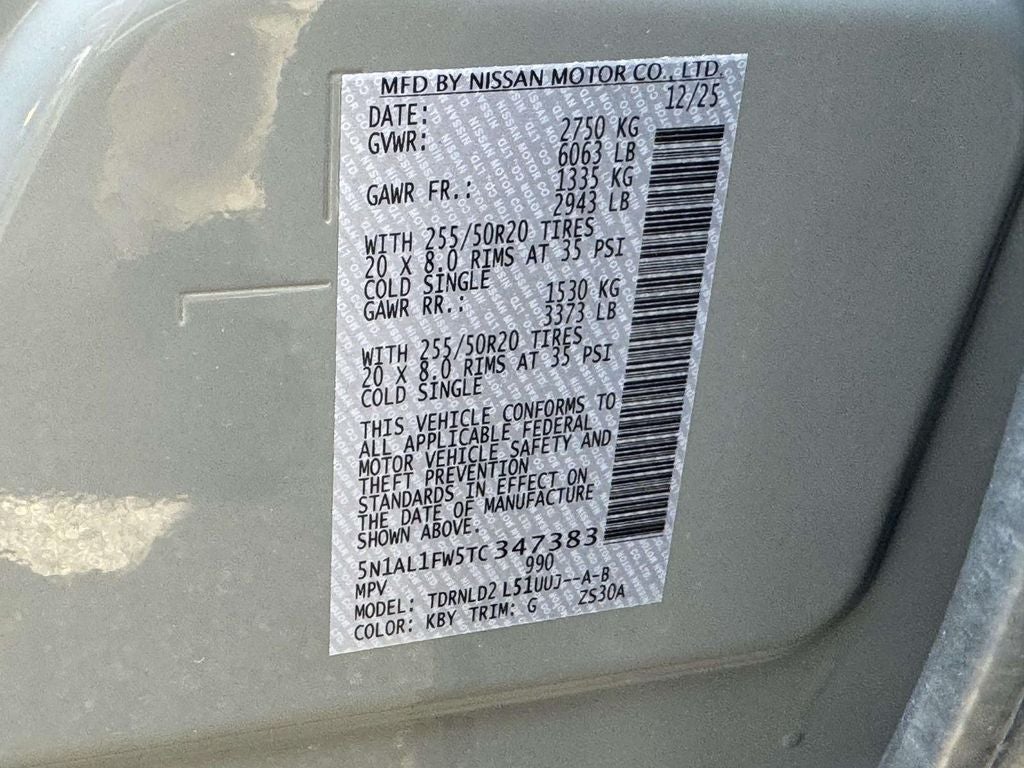 MFD BY NISSAN MOTOR CO., LTD.
DATE: 12/25
GVWR: 2750 KG
6063 LB
GAWR FR.: 1335 KG
2943 LB
WITH 255/50R20 TIRES
20 X 8.0 RIMS AT 35 PSI
COLD SINGLE
GAWR RR.: 1530 KG
3373 LB
WITH 255/50R20 TIRES
20 X 8.0 RIMS AT 35 PSI
COLD SINGLE
THIS VEHICLE CONFORMS TO
ALL APPLICABLE FEDERAL
MOTOR VEHICLE SAFETY AND
THEFT PREVENTION
STANDARDS IN EFFECT ON
THE DATE OF MANUFACTURE
SHOWN ABOVE.
5N1AL1FW5TC347383
MPV 990
MODEL: TDRNLD2 L51UUJ--A-B
COLOR: KBY TRIM: G ZS30A